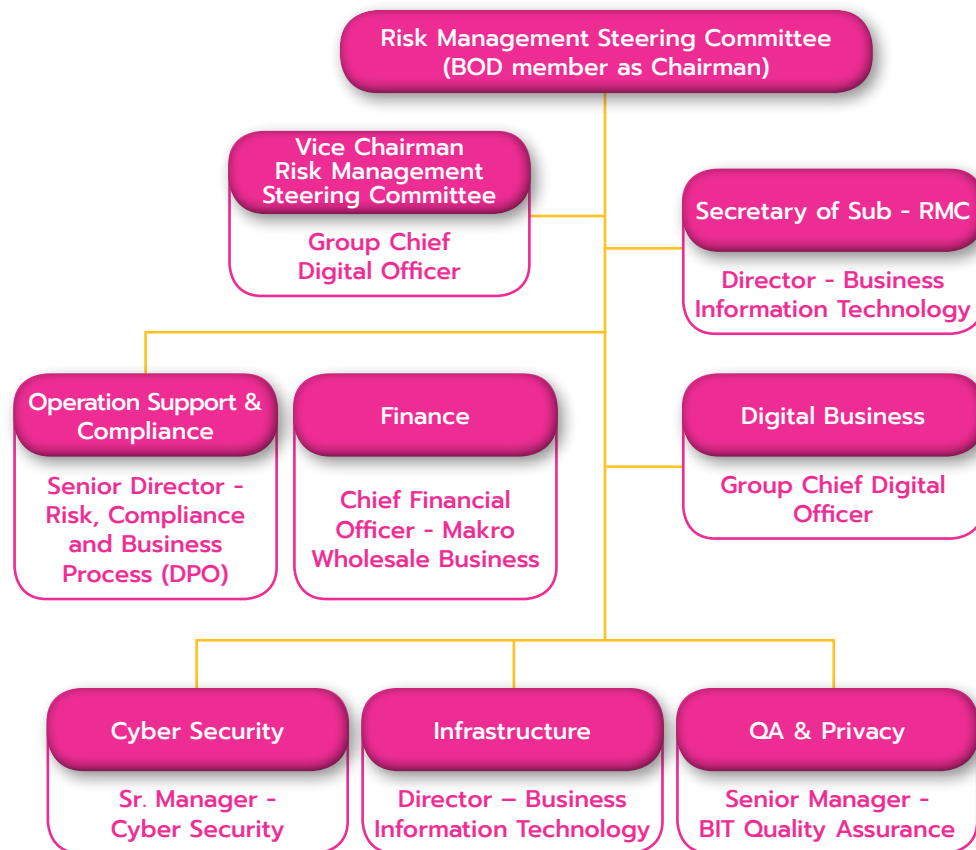 Risk Management Steering Committee
(BOD member as Chairman)
Vice Chairman
Risk Management
Steering Committee
Group Chief
Digital Officer
Secretary of Sub - RMC
Director - Business
Information Technology
Operation Support &
Compliance
Senior Director -
Risk, Compliance
and Business
Process (DPO)
Finance
Chief Financial
Officer - Makro
Wholesale Business
Digital Business
Group Chief Digital
Officer
Cyber Security
Sr. Manager -
Cyber Security
Infrastructure
Director – Business
Information Technology
QA & Privacy
Senior Manager -
BIT Quality Assurance